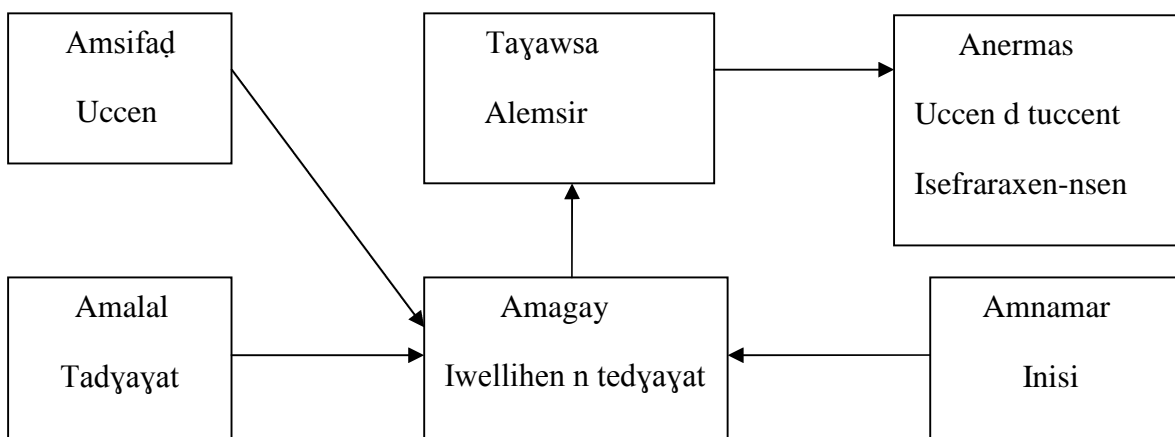 Amsifaḍ
Uccen
Taɣawsa
Alemsir
Anermas
Uccen d tuccent
Isefraraxen-nsen
Amalal
Tadɣaɣat
Amagay
Iwellihen n tedɣaɣat
Amnamar
Inisi